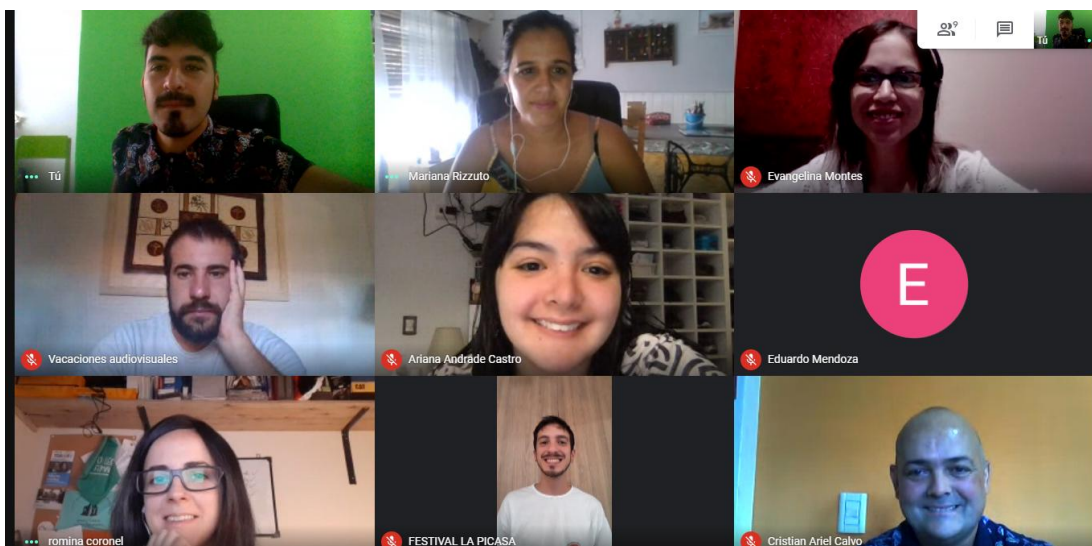 9
Tú
Tú
Mariana Rizzuto
Evangelina Montes
Vacaciones audiovisuales
Ariana Andrade Castro
E
Eduardo Mendoza
romina coronel
FESTIVAL LA PICASA
Cristian Ariel Calvo